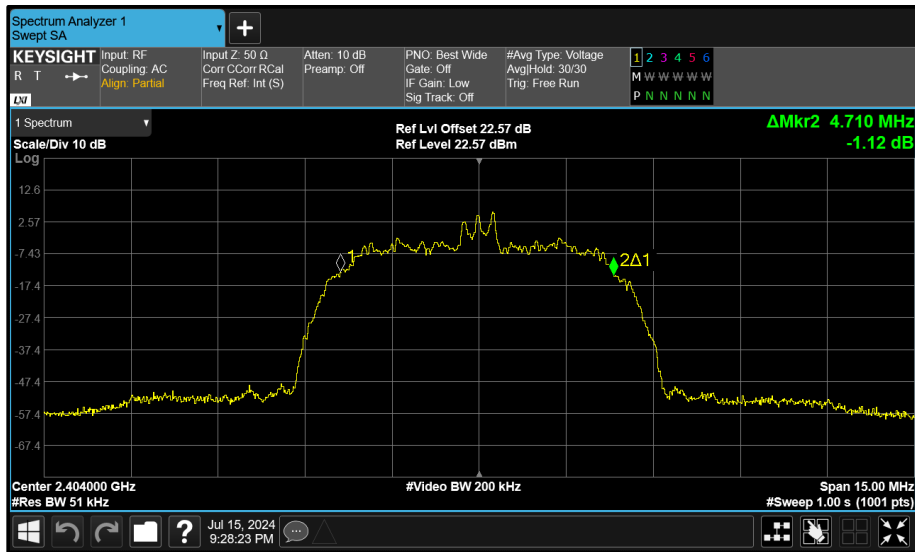 Spectrum Analyzer 1
Swept SA
+
KEYSIGHT
R T
LXI
Input: RF
Coupling: AC
Align: Partial
Input Z: 50 Ω
Corr CCorr RCal
Freq Ref: Int (S)
Atten: 10 dB
Preamp: Off
PNO: Best Wide
Gate: Off
IF Gain: Low
Sig Track: Off
#Avg Type: Voltage
Avg|Hold: 30/30
Trig: Free Run
1 2 3 4 5 6
M W W W W W
P N N N N N
1 Spectrum
Scale/Div 10 dB
Ref Lvl Offset 22.57 dB
Ref Level 22.57 dBm
ΔMkr2 4.710 MHz
-1.12 dB
Log
12.6
2.57
-7.43
-17.4
-27.4
-37.4
-47.4
-57.4
-67.4
1
2Δ1
Center 2.404000 GHz
#Video BW 200 kHz
Span 15.00 MHz
#Res BW 51 kHz
#Sweep 1.00 s (1001 pts)
?
Jul 15, 2024
9:28:23 PM